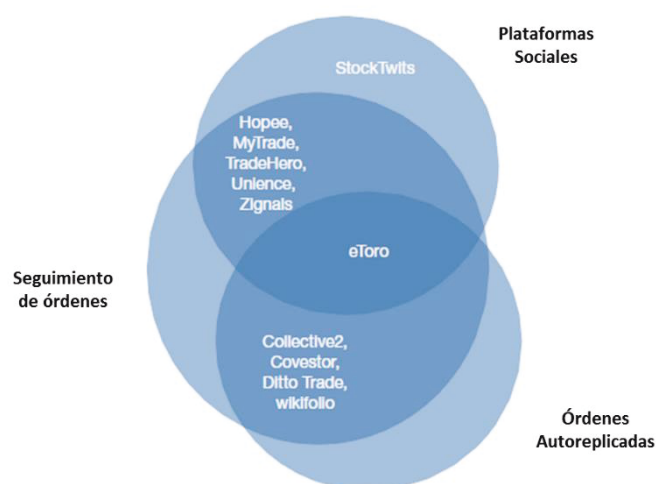 Plataformas
Sociales
StockTwits
Hopee,
MyTrade,
TradeHero,
Unience,
Zignals
eToro
Seguimiento
de órdenes
Collective2,
Covestor,
Ditto Trade,
wikifolio
Órdenes
Autoreplicadas